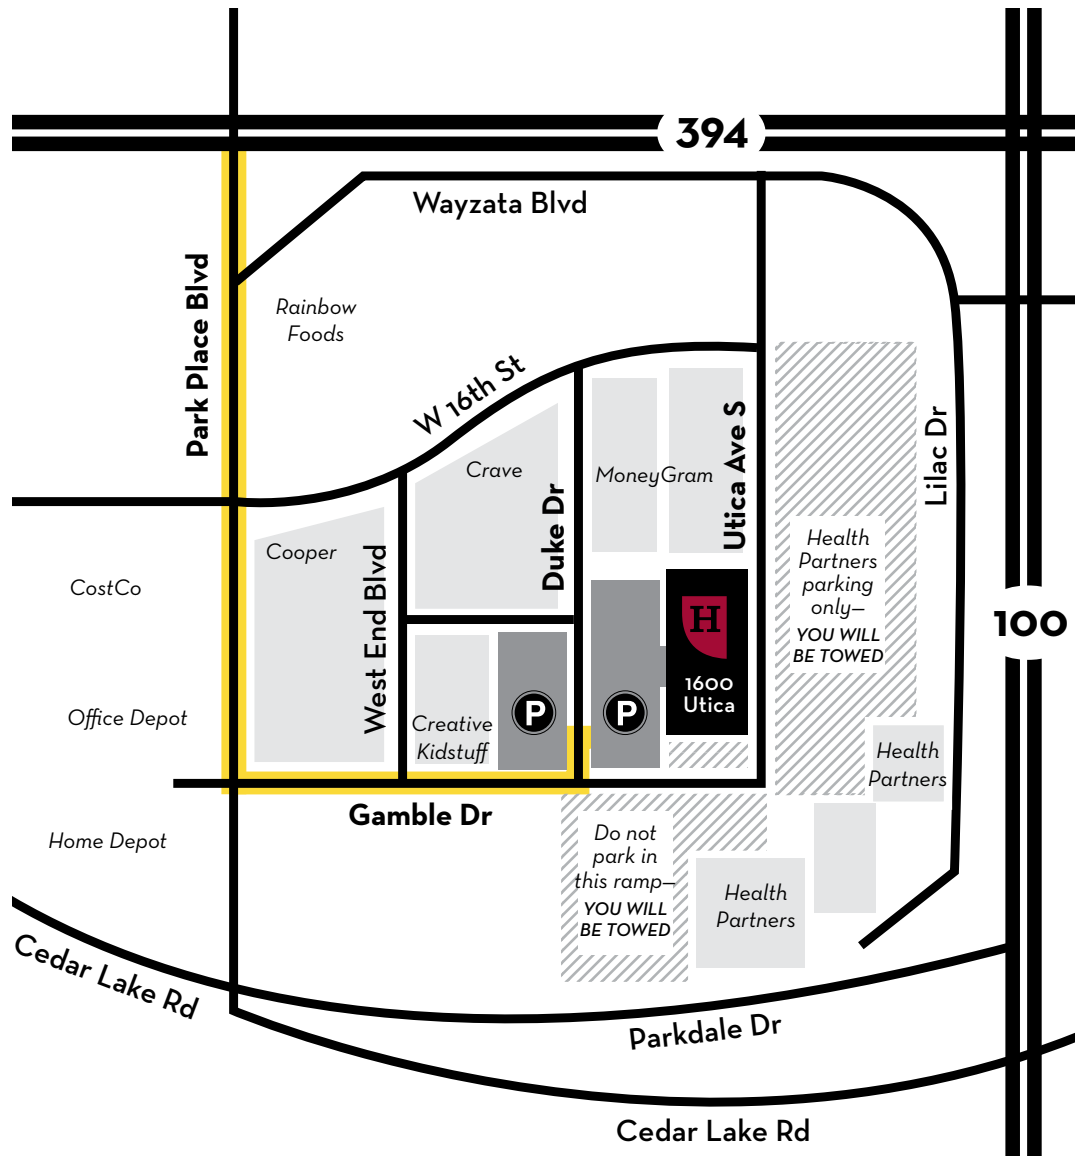 394
Wayzata Blvd
Park Place Blvd
Rainbow
Foods
W 16th St
Crave
MoneyGram
Utica Ave S
Lilac Dr
Duke Dr
Cooper
West End Blvd
CostCo
Health
Partners
parking
only—
YOU WILL
BE TOWED
100
H
1600
Utica
P
P
Office Depot
Creative
Kidstuff
Health
Partners
Gamble Dr
Home Depot
Do not
park in
this ramp—
YOU WILL
BE TOWED
Health
Partners
Cedar Lake Rd
Parkdale Dr
Cedar Lake Rd